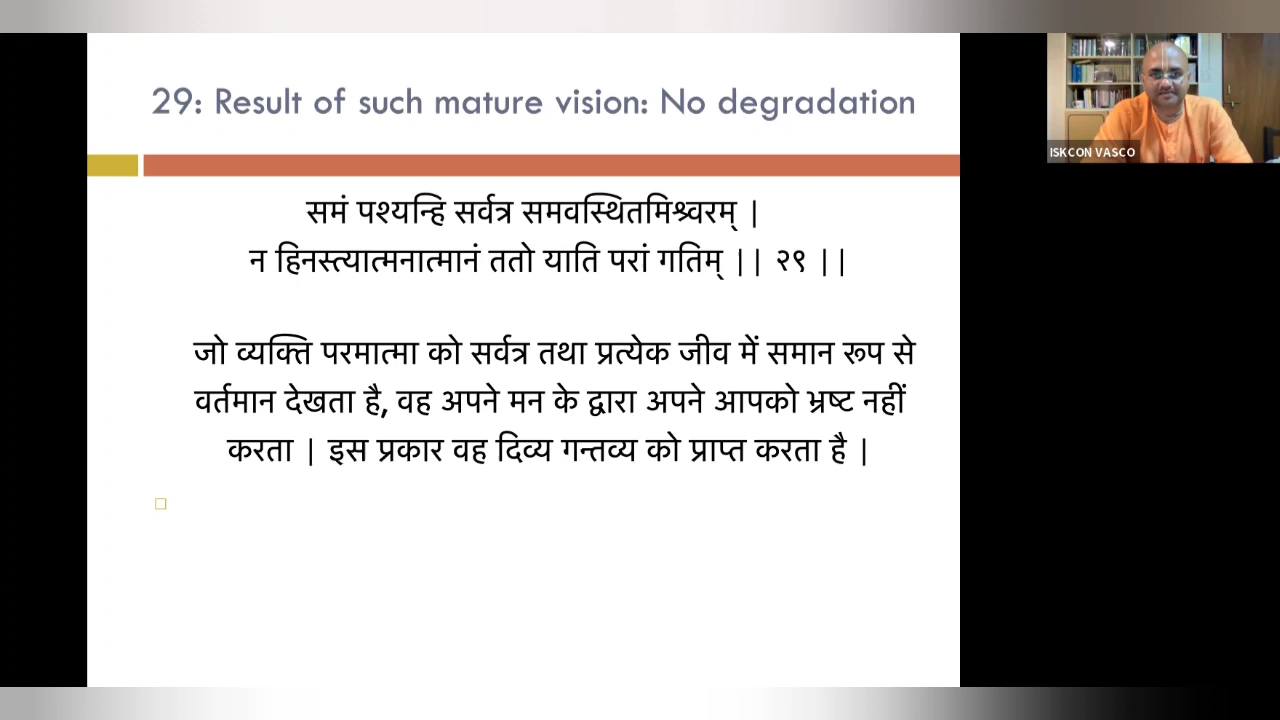 29: Result of such mature vision: No degradation
ISKCON VASCO
समं पश्यन्हि सर्वत्र समवस्थितमिश्र्वरम् |
न हिनस्त्यात्मनात्मानं ततो याति परां गतिम् || २९ ||
जो व्यक्ति परमात्मा को सर्वत्र तथा प्रत्येक जीव में समान रूप से
वर्तमान देखता है, वह अपने मन के द्वारा अपने आपको भ्रष्ट नहीं
करता | इस प्रकार वह दिव्य गन्तव्य को प्राप्त करता है |